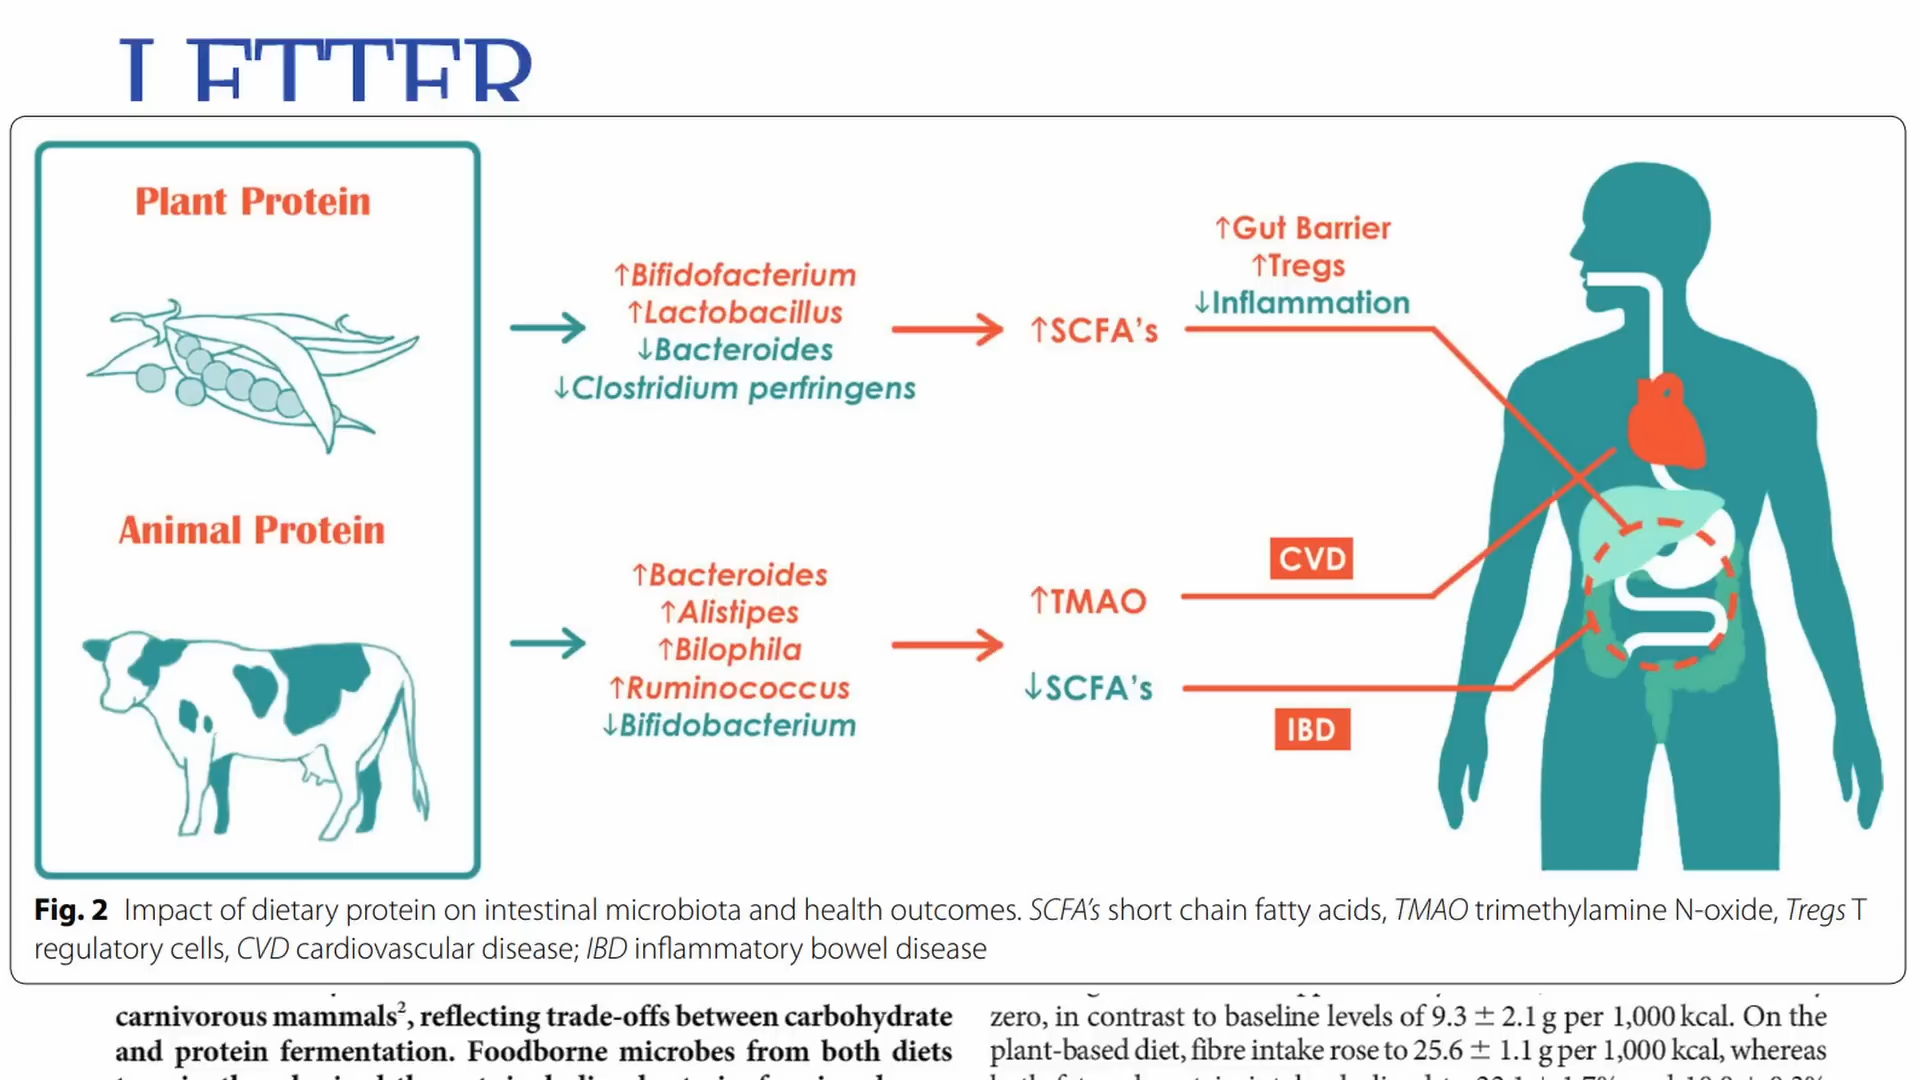 LETTER
Plant Protein
↑Bifidofacterium
↑Lactobacillus
↓Bacteroides
↓Clostridium perfringens
↑SCFA's
↑Gut Barrier
↑Tregs
↓Inflammation
Animal Protein
↑Bacteroides
↑Alistipes
↑Bilophila
↑Ruminococcus
↓Bifidobacterium
↑TMAO
CVD
↓SCFA's
IBD
Fig. 2 Impact of dietary protein on intestinal microbiota and health outcomes. SCFA's short chain fatty acids, TMAO trimethylamine N-oxide, Tregs T
regulatory cells, CVD cardiovascular disease; IBD inflammatory bowel disease
carnivorous mammals², reflecting trade-offs between carbohydrate
and protein fermentation. Foodborne microbes from both diets
zero, in contrast to baseline levels of 9.3 ± 2.1 g per 1,000 kcal. On the
plant-based diet, fibre intake rose to 25.6 ± 1.1 g per 1,000 kcal, whereas